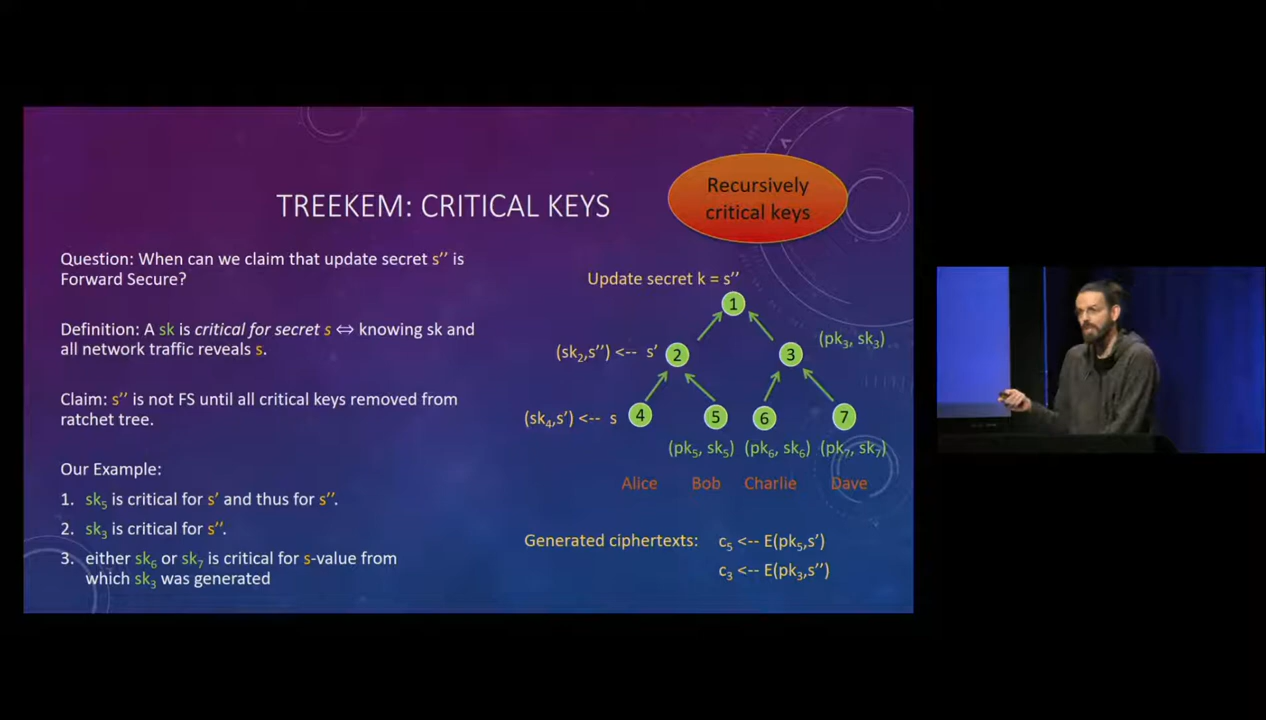 TREEKEM: CRITICAL KEYS
Recursively
critical keys
Question: When can we claim that update secret s’’ is
Forward Secure?
Definition: A sk is critical for secret s ⇔ knowing sk and
all network traffic reveals s.
Claim: s’’ is not FS until all critical keys removed from
ratchet tree.
Our Example:
1. sk₅ is critical for s’ and thus for s’’.
2. sk₃ is critical for s’’.
3. either sk₆ or sk₇ is critical for s-value from
which sk₃ was generated
Update secret k = s’’
1
(pk₃, sk₃)
(sk₂,s’’) <-- s’
2
3
(sk₄,s’) <-- s
4
5
6
7
(pk₅, sk₅) (pk₆, sk₆) (pk₇, sk₇)
Alice Bob Charlie Dave
Generated ciphertexts: c₅ <-- E(pk₅,s’)
c₃ <-- E(pk₃,s’’)